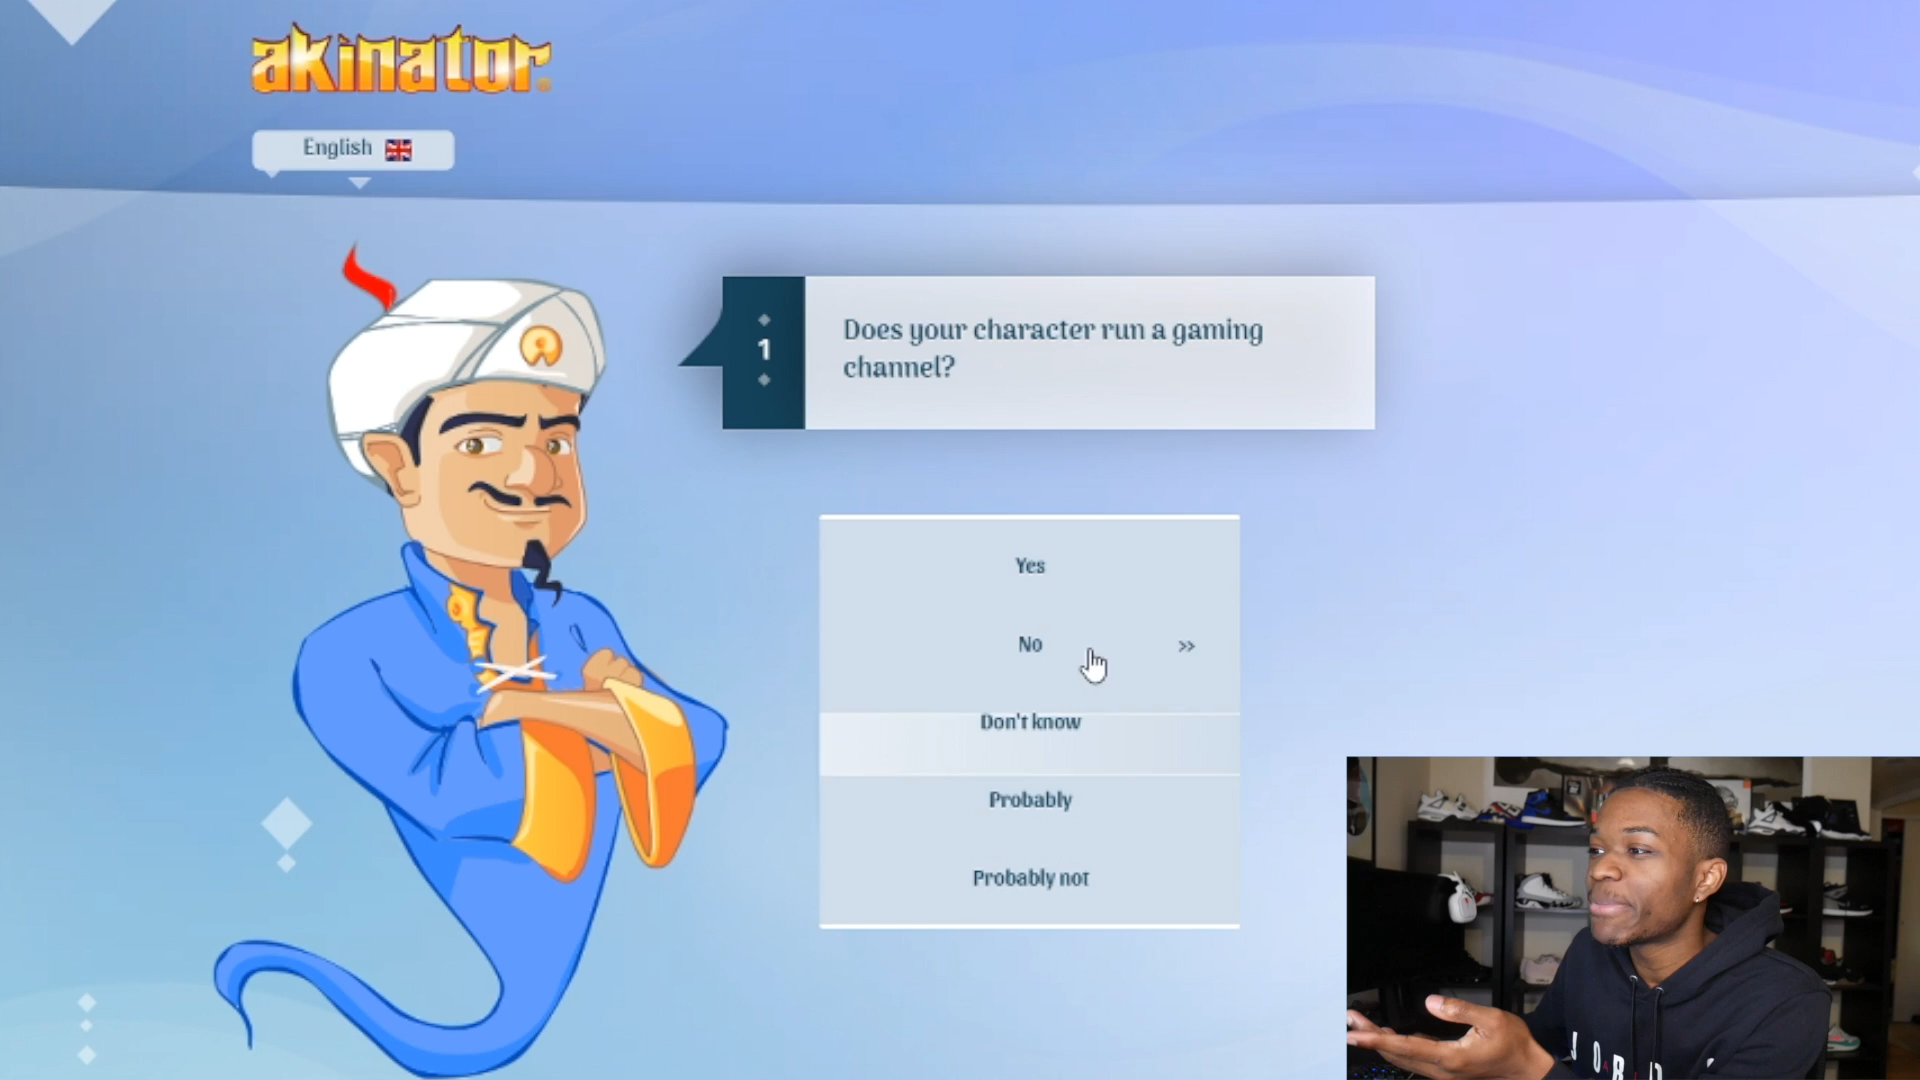 akinator
English
1
Does your character run a gaming
channel?
Yes
No
>>
Don't know
Probably
Probably not